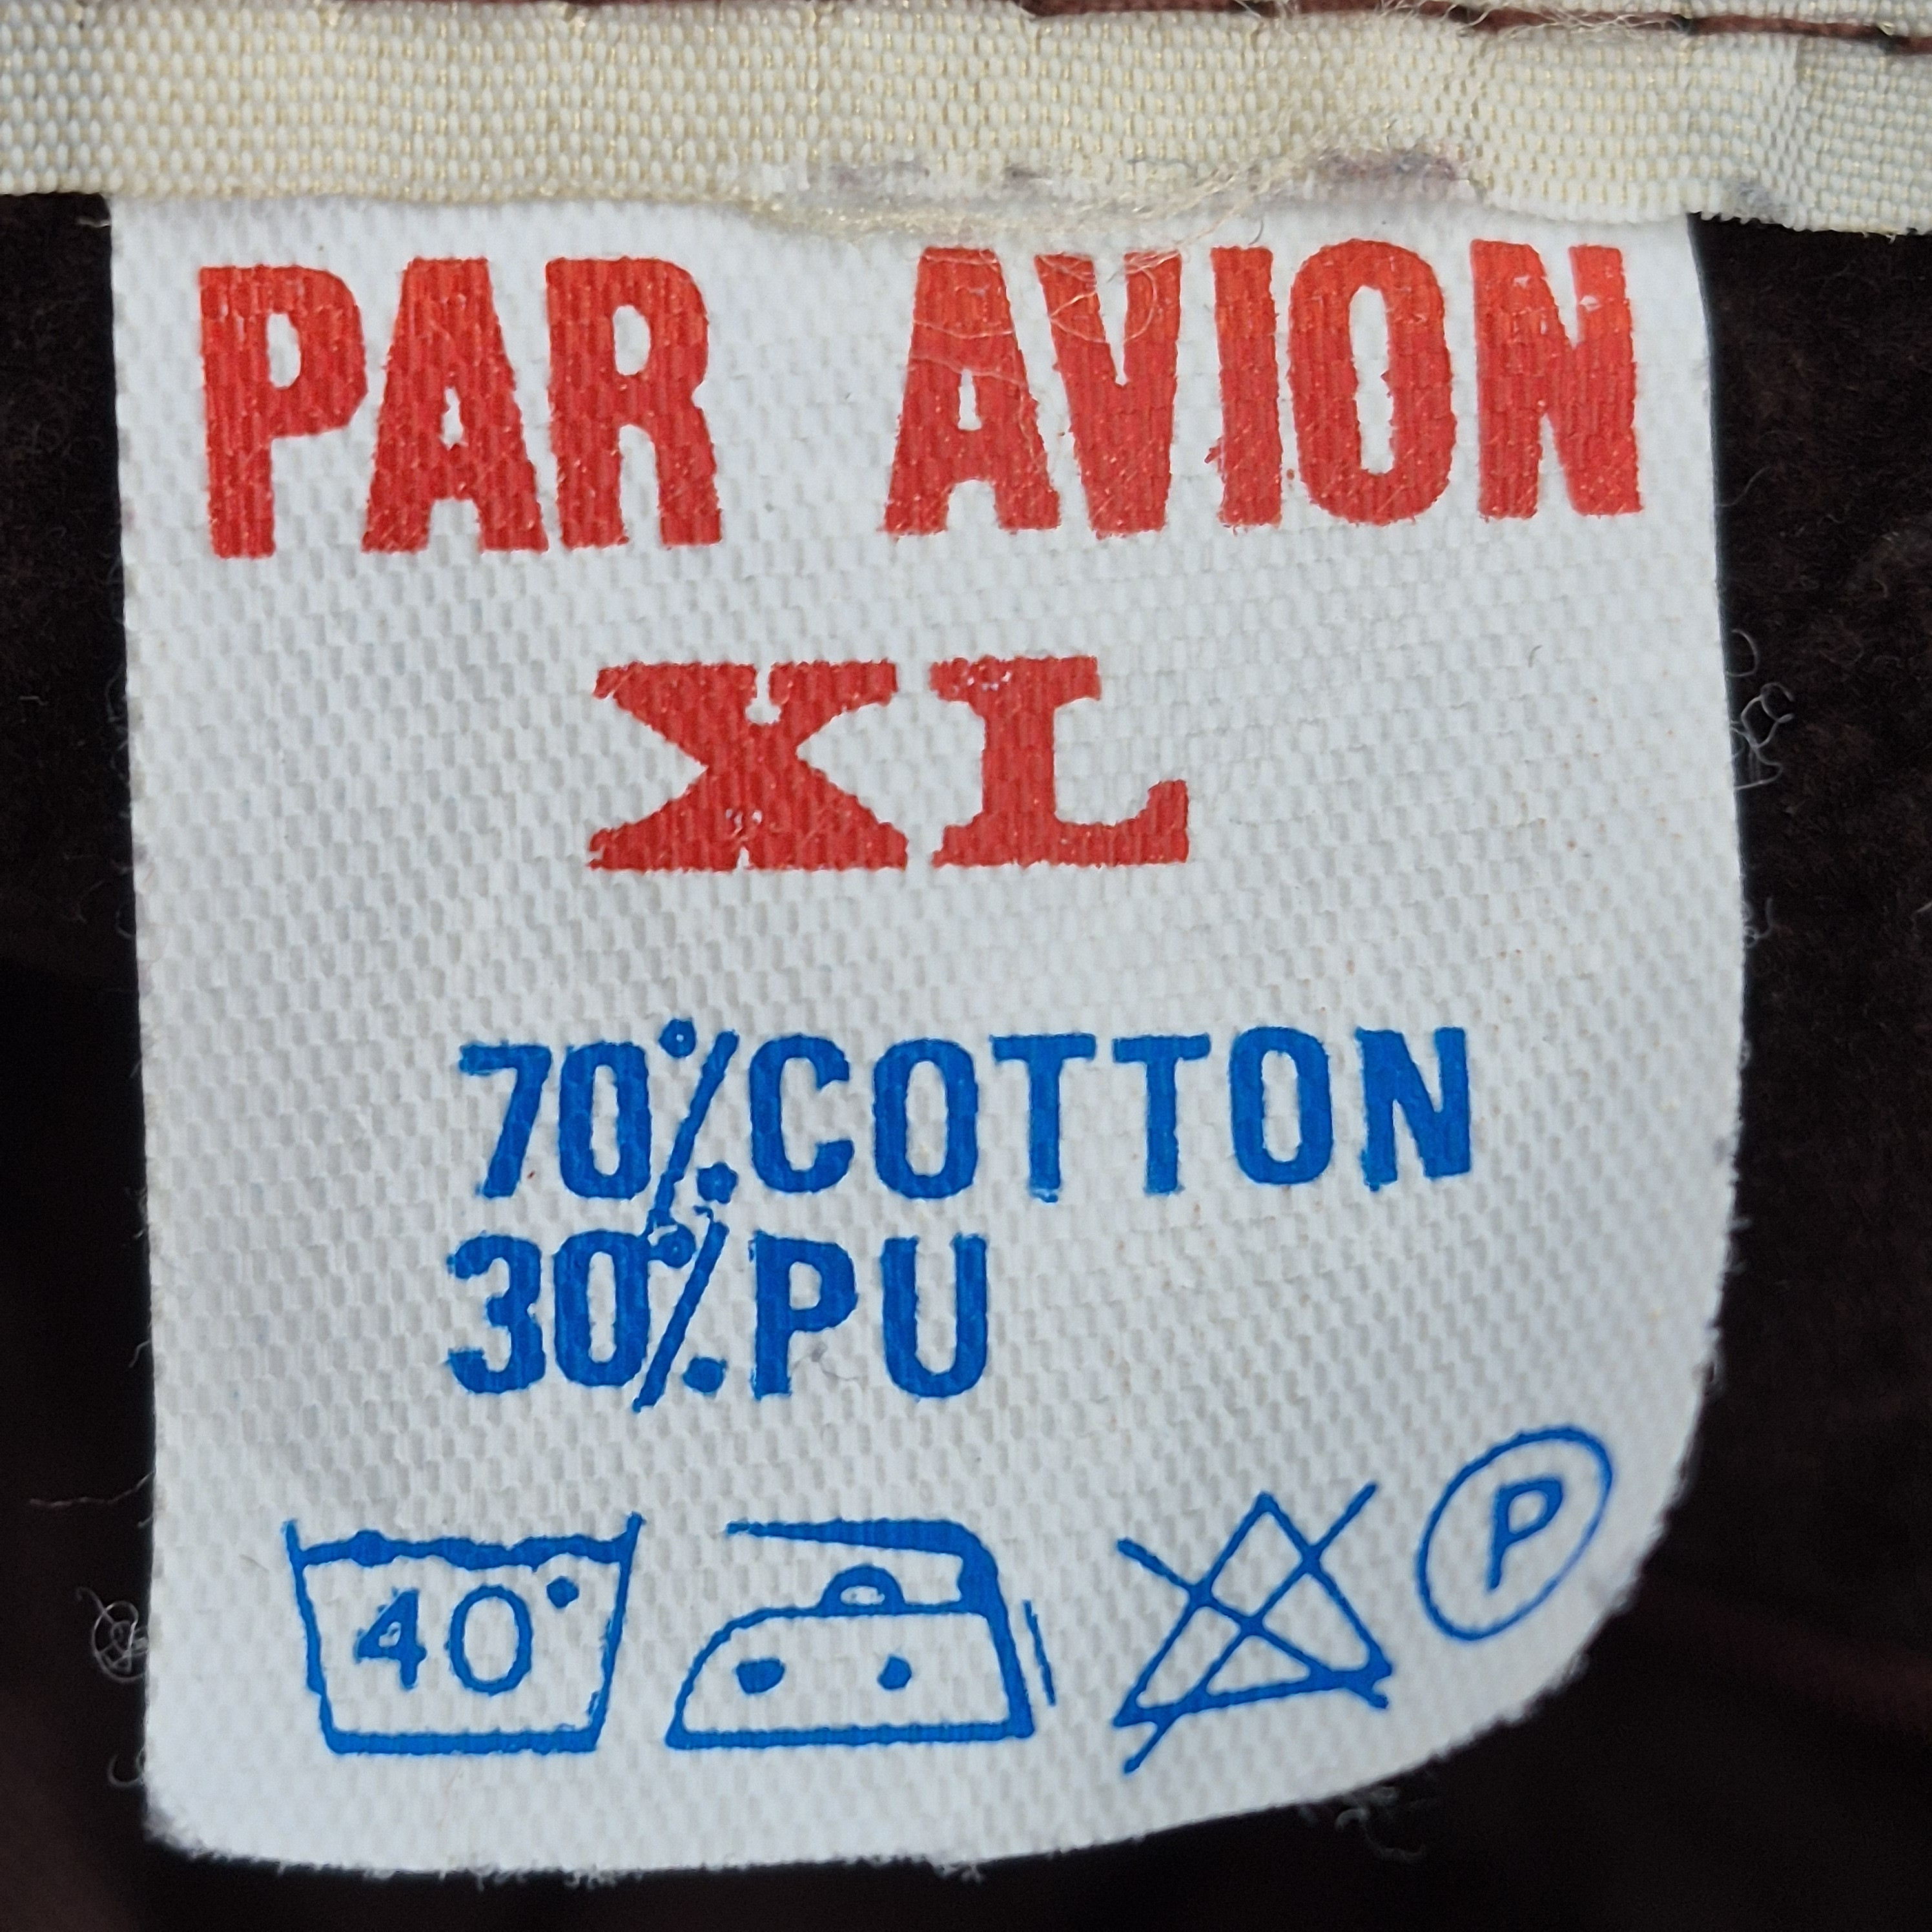 PAR AVION
XL
70% COTTON
30% PU
40°
P